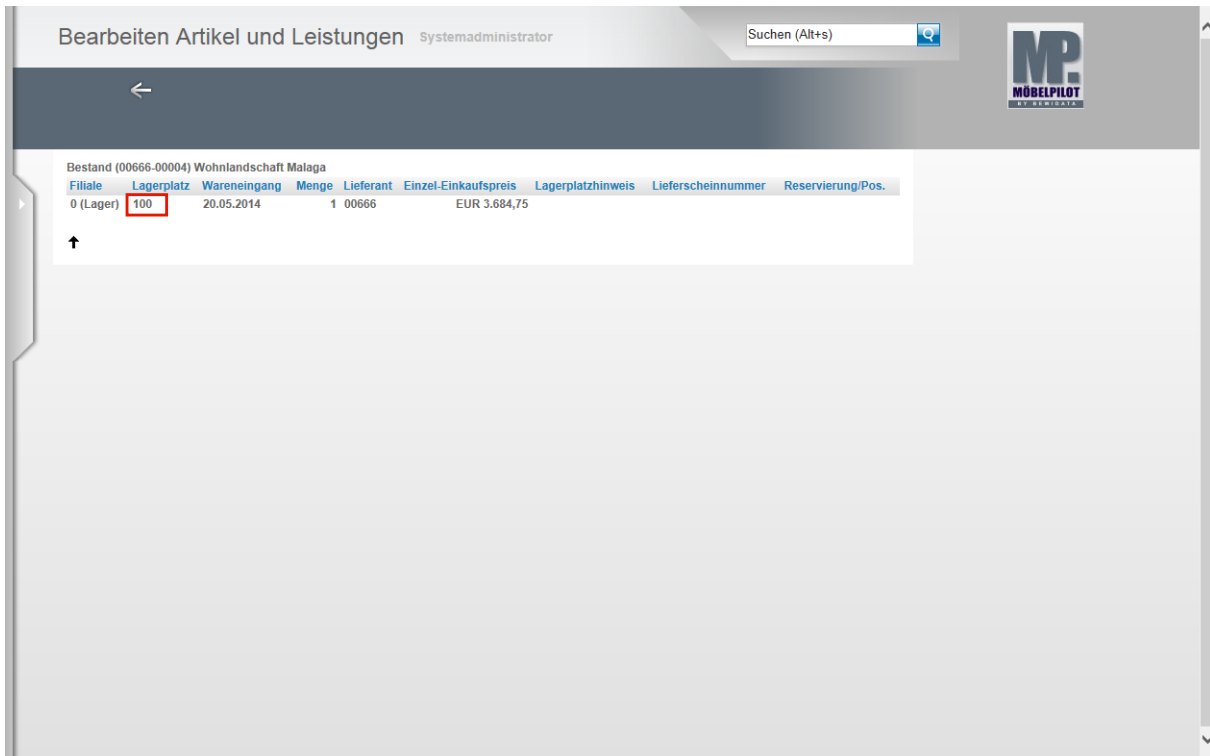 Bearbeiten Artikel und Leistungen Systemadministrator Suchen (Alt+s)
MP.
MÖBELPILOT
BY BEWIDATA
Bestand (00666-00004) Wohnlandschaft Malaga
Filiale Lagerplatz Wareneingang Menge Lieferant Einzel-Einkaufspreis Lagerplatzhinweis Lieferscheinnummer Reservierung/Pos.
0 (Lager) 100 20.05.2014 1 00666 EUR 3.684,75